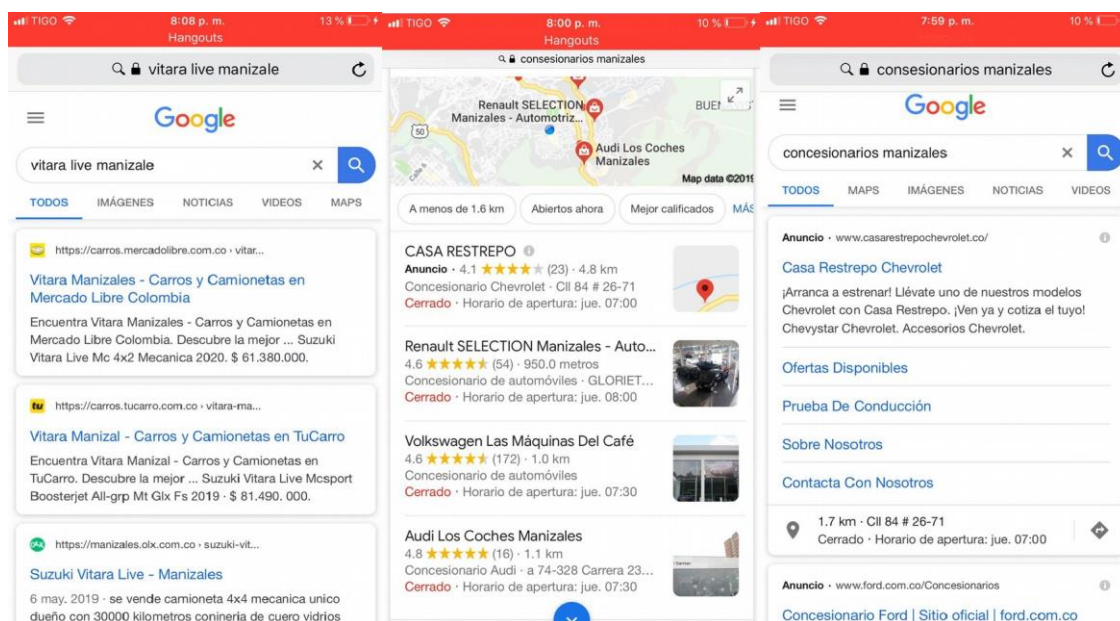 TIGO 8:08 p. m. 13 %
Hangouts
vitara live manizale
Google
vitara live manizale
TODOS IMÁGENES NOTICIAS VIDEOS MAPS
https://carros.mercadolibre.com.co › vitar...
Vitara Manizales - Carros y Camionetas en
Mercado Libre Colombia
Encuentra Vitara Manizales - Carros y Camionetas en
Mercado Libre Colombia. Descubre la mejor ... Suzuki
Vitara Live Mc 4x2 Mecanica 2020. $ 61.380.000.
tu https://carros.tucarro.com.co › vitara-ma...
Vitara Manizal - Carros y Camionetas en TuCarro
Encuentra Vitara Manizal - Carros y Camionetas en
TuCarro. Descubre la mejor ... Suzuki Vitara Live Mcsport
Boosterjet All-grp Mt Glx Fs 2019 · $ 81.490. 000.
olx https://manizales.olx.com.co › suzuki-vit...
Suzuki Vitara Live - Manizales
6 may. 2019 · se vende camioneta 4x4 mecanica unico
dueño con 30000 kilometros conineria de cuero vidrios
TIGO 8:00 p. m. 10 %
Hangouts
consesionarios manizales
Renault SELECTION
Manizales - Automotriz...
50
Audi Los Coches
Manizales
Map data ©2019
A menos de 1.6 km Abiertos ahora Mejor calificados MÁS
CASA RESTREPO
Anuncio · 4.1 (23) · 4.8 km
Concesionario Chevrolet · Cll 84 # 26-71
Cerrado · Horario de apertura: jue. 07:00
Renault SELECTION Manizales - Auto...
4.6 (54) · 950.0 metros
Concesionario de automóviles · GLORIET...
Cerrado · Horario de apertura: jue. 08:00
Volkswagen Las Máquinas Del Café
4.6 (172) · 1.0 km
Concesionario de automóviles
Cerrado · Horario de apertura: jue. 07:30
Audi Los Coches Manizales
4.8 (16) · 1.1 km
Concesionario Audi · a 74-328 Carrera 23...
Cerrado · Horario de apertura: jue. 07:30
TIGO 7:59 p. m. 10 %
consesionarios manizales
Google
concesionarios manizales
TODOS MAPS IMÁGENES NOTICIAS VIDEOS
Anuncio · www.casarestrepochevrolet.co/
Casa Restrepo Chevrolet
¡Arranca a estrenar! Llévate uno de nuestros modelos
Chevrolet con Casa Restrepo. ¡Ven ya y cotiza el tuyo!
Chevystar Chevrolet. Accesorios Chevrolet.
Ofertas Disponibles
Prueba De Conducción
Sobre Nosotros
Contacta Con Nosotros
1.7 km · Cll 84 # 26-71
Cerrado · Horario de apertura: jue. 07:00
Anuncio · www.ford.com.co/Concesionarios
Concesionario Ford | Sitio oficial | ford.com.co